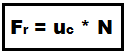 Fr = uc * N